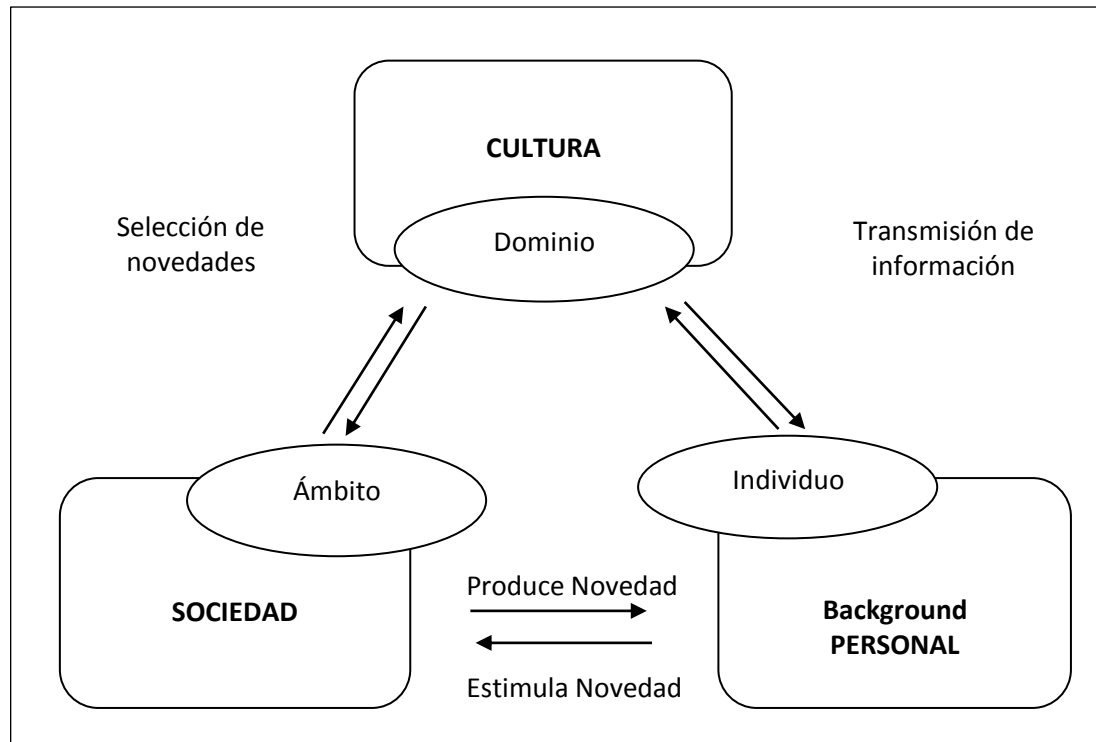 CULTURA
Dominio
Selección de
novedades
Transmisión de
información
Ámbito
Individuo
SOCIEDAD
Produce Novedad
Estimula Novedad
Background
PERSONAL